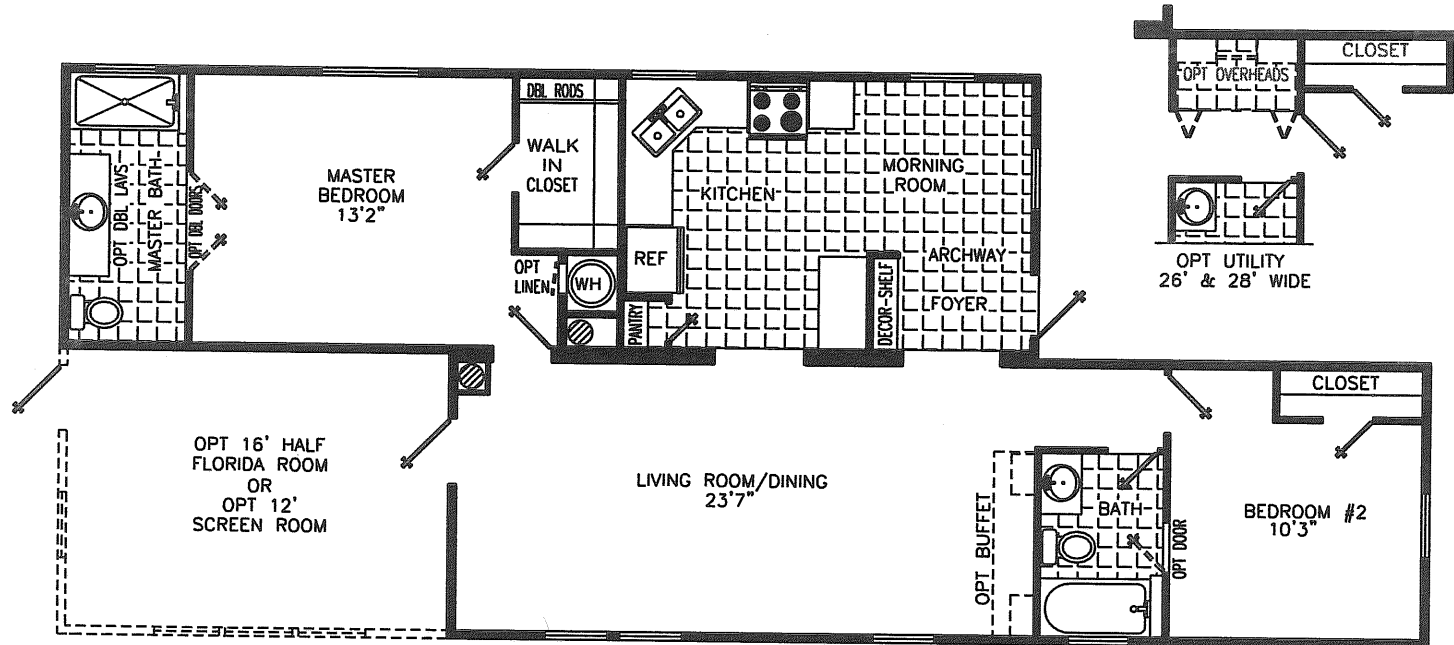 CLOSET
OPT OVERHEADS
DBL RODS
WALK
IN
CLOSET
MASTER
BEDROOM
13'2"
OPT DBL LAVS
MASTER BATH
OPT DBL DOORS
MORNING
ROOM
KITCHEN
REF
ARCHWAY
FOYER
DECOR-SHELF
OPT
LINEN
WH
PANTRY
OPT UTILITY
26' & 28' WIDE
CLOSET
OPT 16' HALF
FLORIDA ROOM
OR
OPT 12'
SCREEN ROOM
LIVING ROOM/DINING
23'7"
OPT BUFFET
BATH
OPT DOOR
BEDROOM #2
10'3"